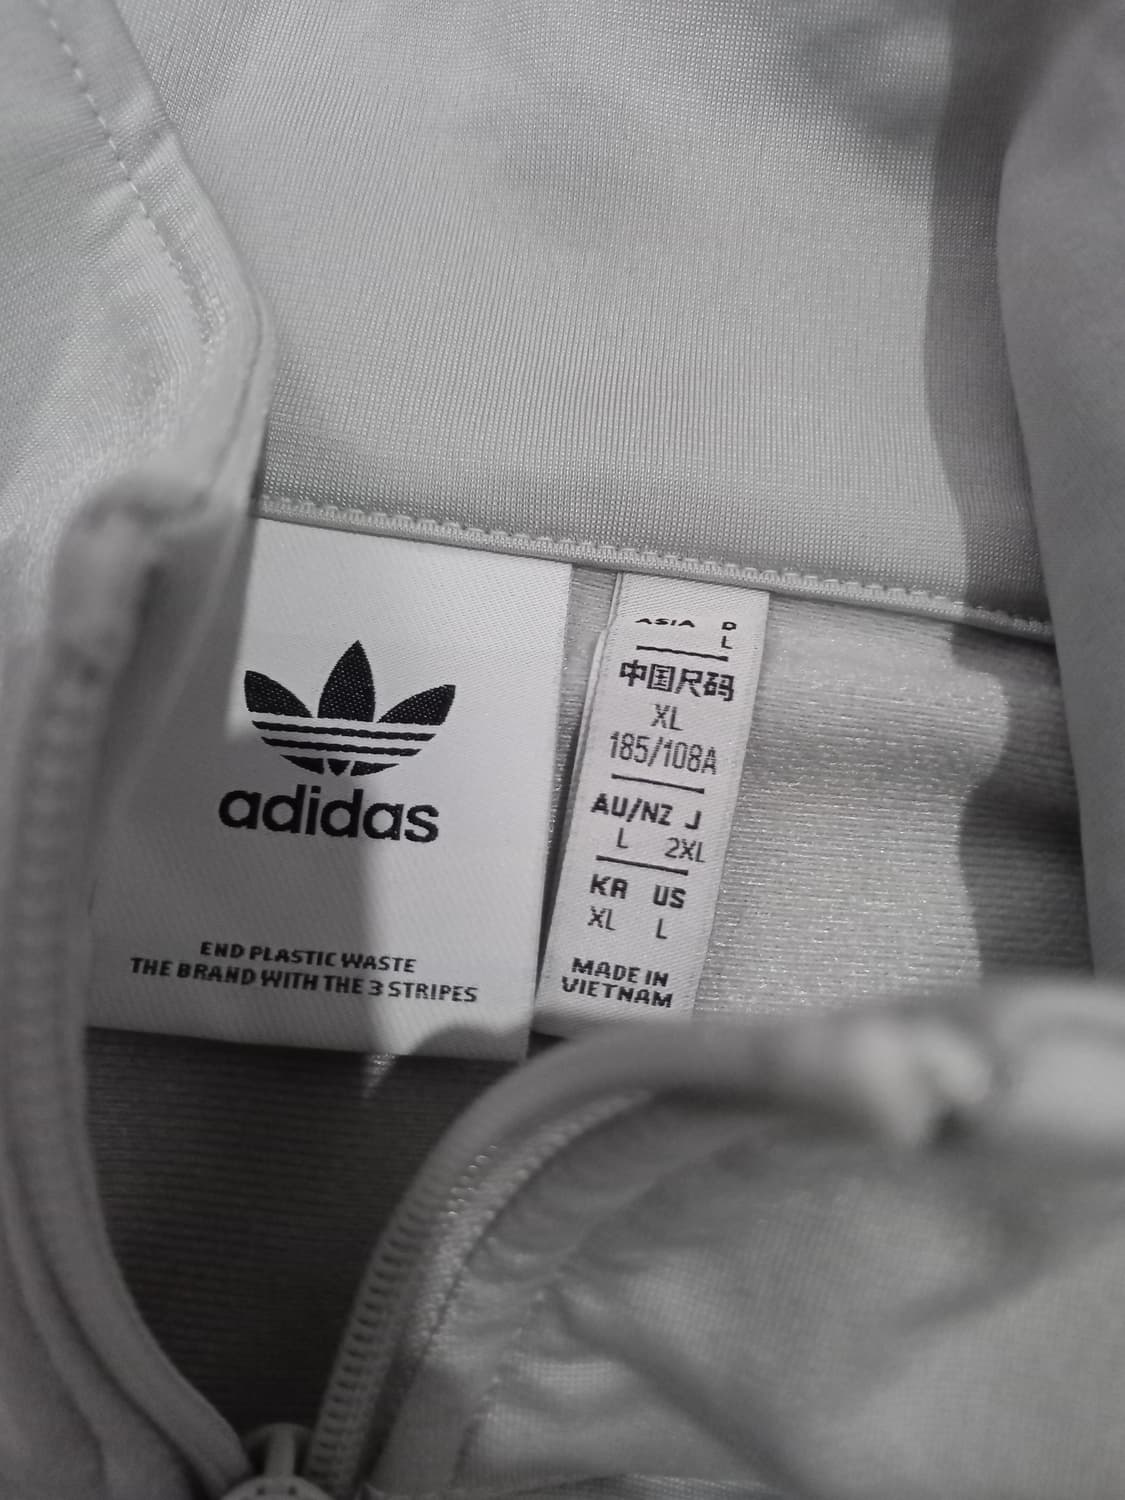 adidas
END PLASTIC WASTE
THE BRAND WITH THE 3 STRIPES
ASIA D
L
中国尺码
XL
185/108A
AU/NZ J
L 2XL
KR US
XL L
MADE IN
VIETNAM